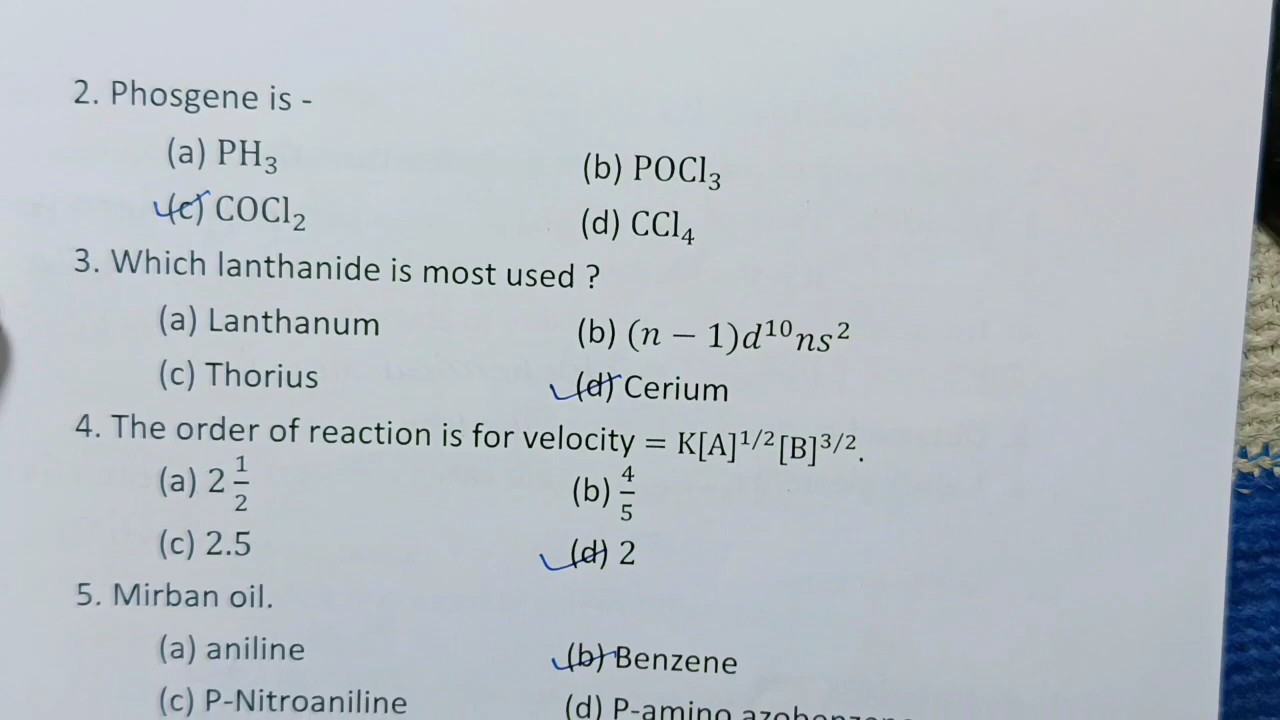 2. Phosgene is -
(a) PH₃ (b) POCl₃
(c) COCl₂ (d) CCl₄
3. Which lanthanide is most used ?
(a) Lanthanum (b) (n − 1)d¹⁰ns²
(c) Thorius (d) Cerium
4. The order of reaction is for velocity = K[A]^1/2[B]^3/2.
(a) 2 1/2 (b) 4/5
(c) 2.5 (d) 2
5. Mirban oil.
(a) aniline (b) Benzene
(c) P-Nitroaniline (d) P-amino azobenzene